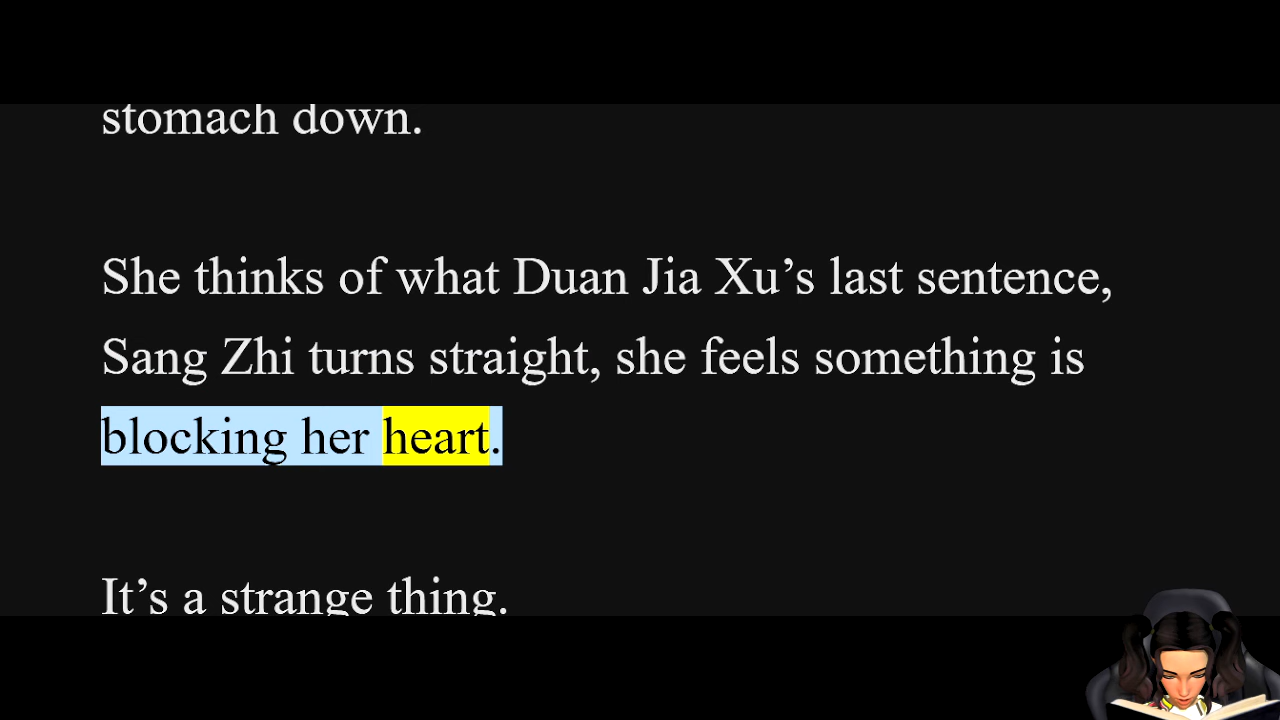 stomach down.
She thinks of what Duan Jia Xu’s last sentence,
Sang Zhi turns straight, she feels something is
blocking her heart.
It’s a strange thing.